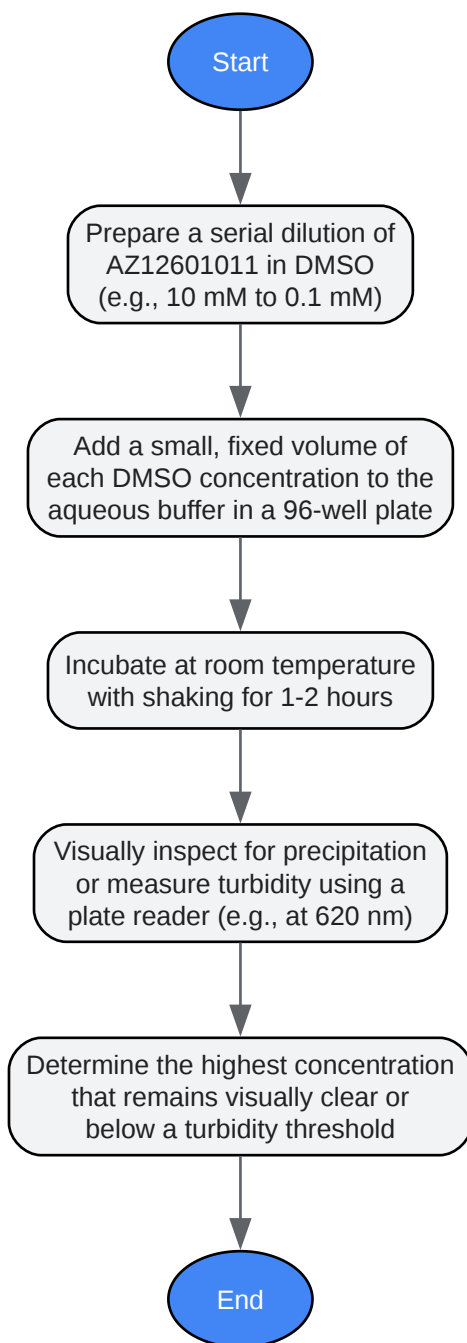 Start
Prepare a serial dilution of
AZ12601011 in DMSO
(e.g., 10 mM to 0.1 mM)
Add a small, fixed volume of
each DMSO concentration to the
aqueous buffer in a 96-well plate
Incubate at room temperature
with shaking for 1-2 hours
Visually inspect for precipitation
or measure turbidity using a
plate reader (e.g., at 620 nm)
Determine the highest concentration
that remains visually clear or
below a turbidity threshold
End